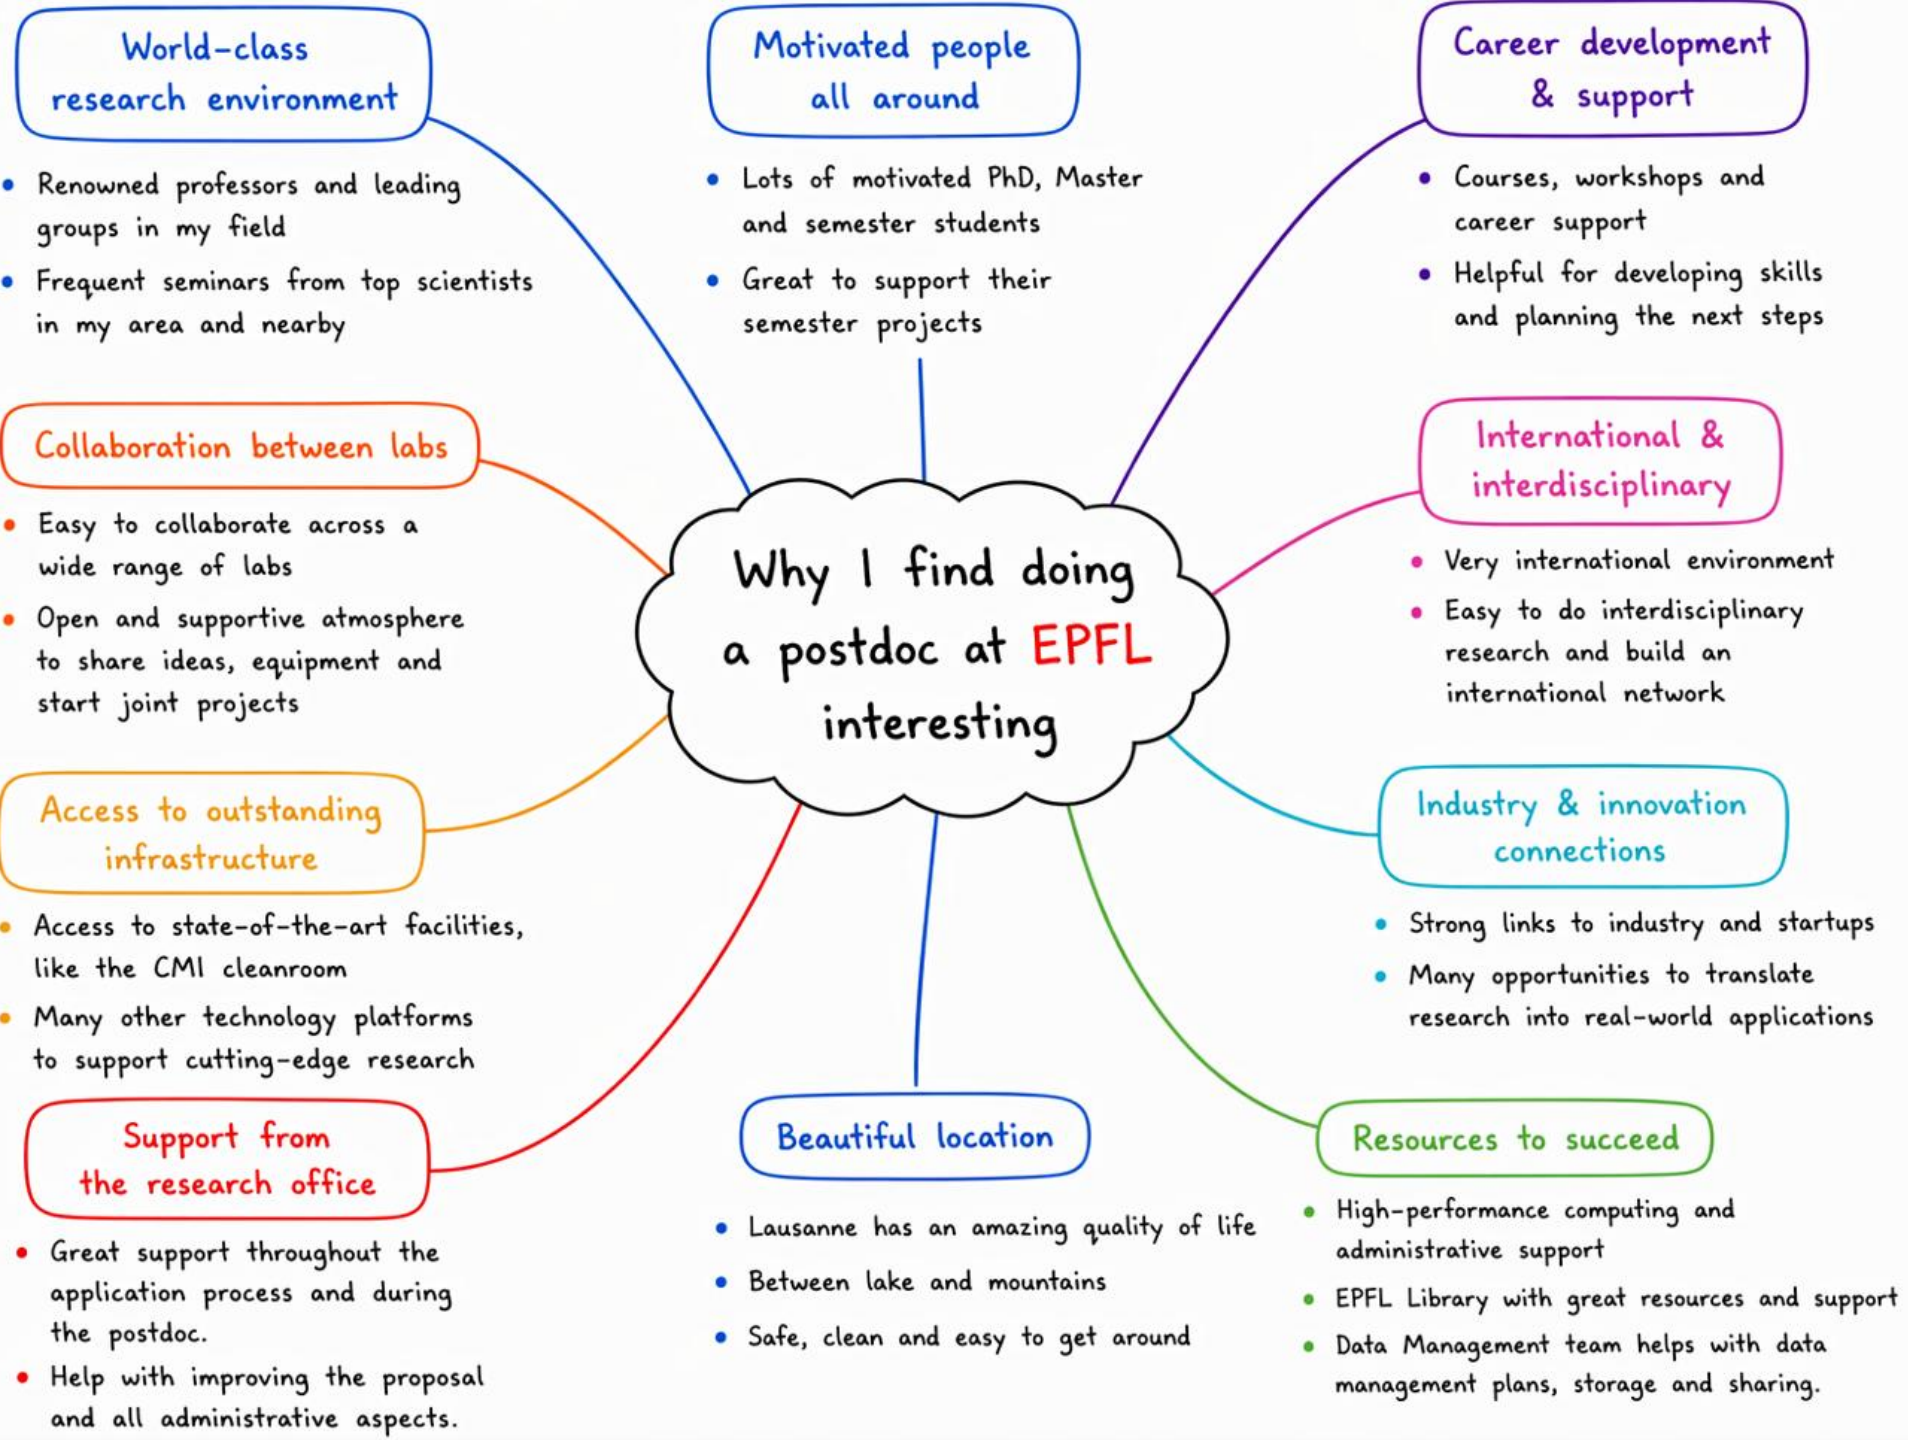 World-class
research environment
• Renowned professors and leading
groups in my field
• Frequent seminars from top scientists
in my area and nearby
Motivated people
all around
• Lots of motivated PhD, Master
and semester students
• Great to support their
semester projects
Career development
& support
• Courses, workshops and
career support
• Helpful for developing skills
and planning the next steps
Collaboration between labs
• Easy to collaborate across a
wide range of labs
• Open and supportive atmosphere
to share ideas, equipment and
start joint projects
Why I find doing
a postdoc at EPFL
interesting
International &
interdisciplinary
• Very international environment
• Easy to do interdisciplinary
research and build an
international network
Access to outstanding
infrastructure
• Access to state-of-the-art facilities,
like the CMI cleanroom
• Many other technology platforms
to support cutting-edge research
Industry & innovation
connections
• Strong links to industry and startups
• Many opportunities to translate
research into real-world applications
Support from
the research office
• Great support throughout the
application process and during
the postdoc.
• Help with improving the proposal
and all administrative aspects.
Beautiful location
• Lausanne has an amazing quality of life
• Between lake and mountains
• Safe, clean and easy to get around
Resources to succeed
• High-performance computing and
administrative support
• EPFL Library with great resources and support
• Data Management team helps with data
management plans, storage and sharing.